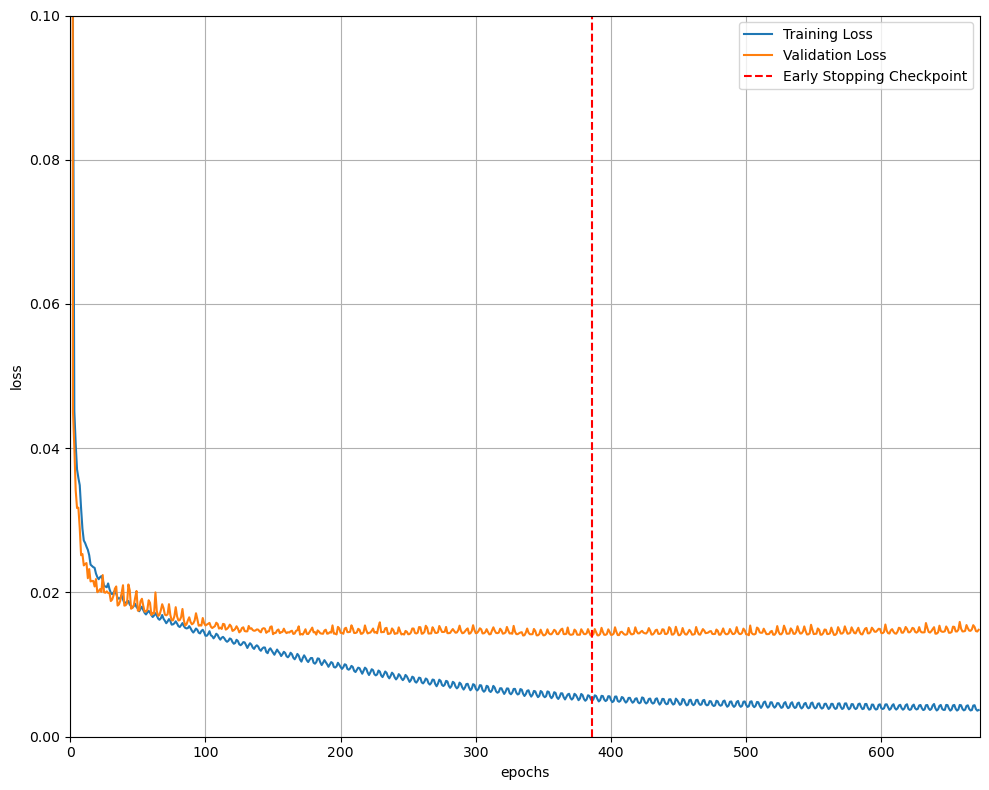 0.10
0.08
0.06
0.04
0.02
0.00
loss
0
100
200
300
400
500
600
epochs
Training Loss
Validation Loss
Early Stopping Checkpoint